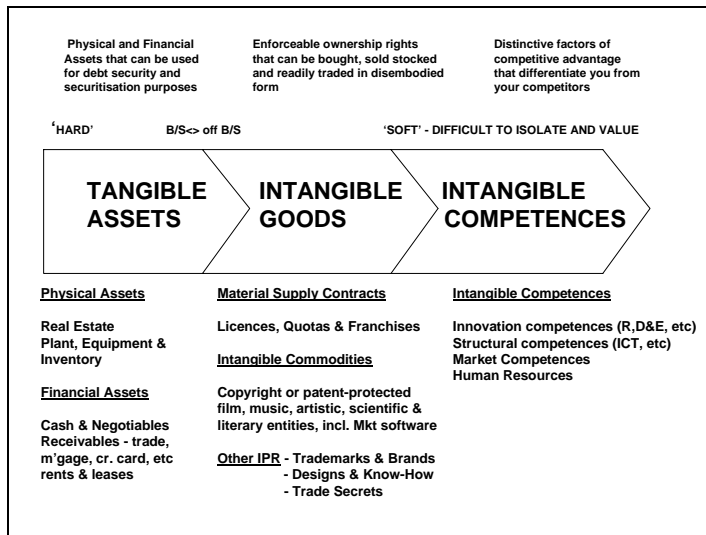 Physical and Financial
Assets that can be used
for debt security and
securitisation purposes
Enforceable ownership rights
that can be bought, sold stocked
and readily traded in disembodied
form
Distinctive factors of
competitive advantage
that differentiate you from
your competitors
‘HARD’
B/S<> off B/S
‘SOFT’ - DIFFICULT TO ISOLATE AND VALUE
TANGIBLE
ASSETS
INTANGIBLE
GOODS
INTANGIBLE
COMPETENCES
Physical Assets
Real Estate
Plant, Equipment &
Inventory
Financial Assets
Cash & Negotiables
Receivables - trade,
m’gage, cr. card, etc
rents & leases
Material Supply Contracts
Licences, Quotas & Franchises
Intangible Commodities
Copyright or patent-protected
film, music, artistic, scientific &
literary entities, incl. Mkt software
Other IPR - Trademarks & Brands
- Designs & Know-How
- Trade Secrets
Intangible Competences
Innovation competences (R,D&E, etc)
Structural competences (ICT, etc)
Market Competences
Human Resources